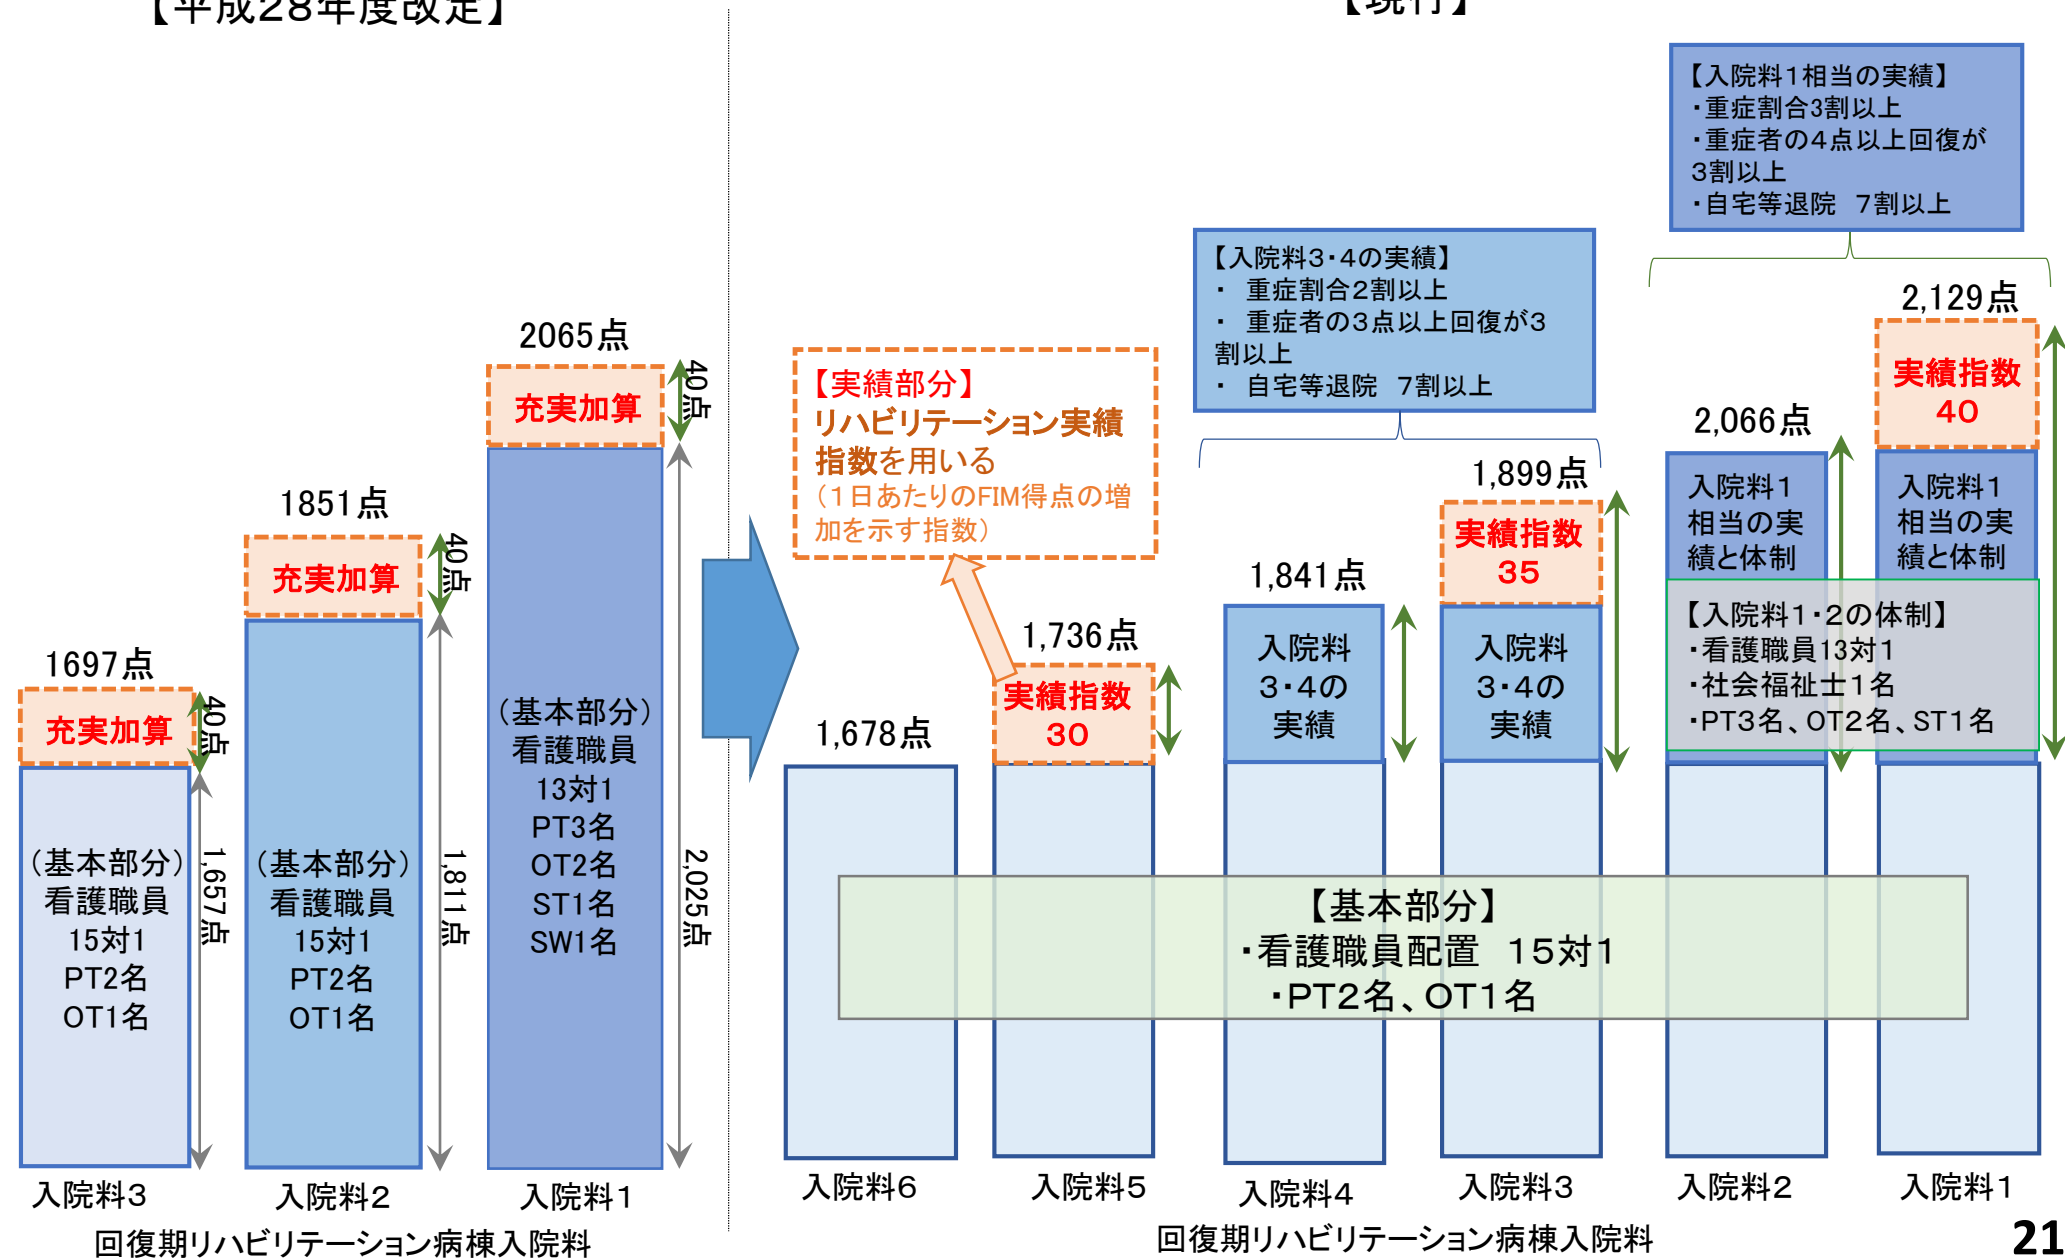 【平成28年度改定】
2065点
充実加算
40点
1851点
充実加算
40点
1697点
充実加算
40点
(基本部分)
看護職員
15対1
PT2名
OT1名
1,657点
(基本部分)
看護職員
15対1
PT2名
OT1名
1,811点
(基本部分)
看護職員
13対1
PT3名
OT2名
ST1名
SW1名
2,025点
入院料3
入院料2
入院料1
回復期リハビリテーション病棟入院料
【現行】
【入院料1相当の実績】
・重症割合3割以上
・重症者の4点以上回復が
3割以上
・自宅等退院 7割以上
【入院料3・4の実績】
・ 重症割合2割以上
・ 重症者の3点以上回復が3
割以上
・ 自宅等退院 7割以上
【実績部分】
リハビリテーション実績
指数を用いる
(1日あたりのFIM得点の増
加を示す指数)
1,678点
1,736点
実績指数
30
1,841点
入院料
3・4の
実績
1,899点
実績指数
35
入院料
3・4の
実績
2,066点
入院料1
相当の実
績と体制
2,129点
実績指数
40
入院料1
相当の実
績と体制
【入院料1・2の体制】
・看護職員13対1
・社会福祉士1名
・PT3名、OT2名、ST1名
【基本部分】
・看護職員配置 15対1
・PT2名、OT1名
入院料6
入院料5
入院料4
入院料3
入院料2
入院料1
回復期リハビリテーション病棟入院料
21